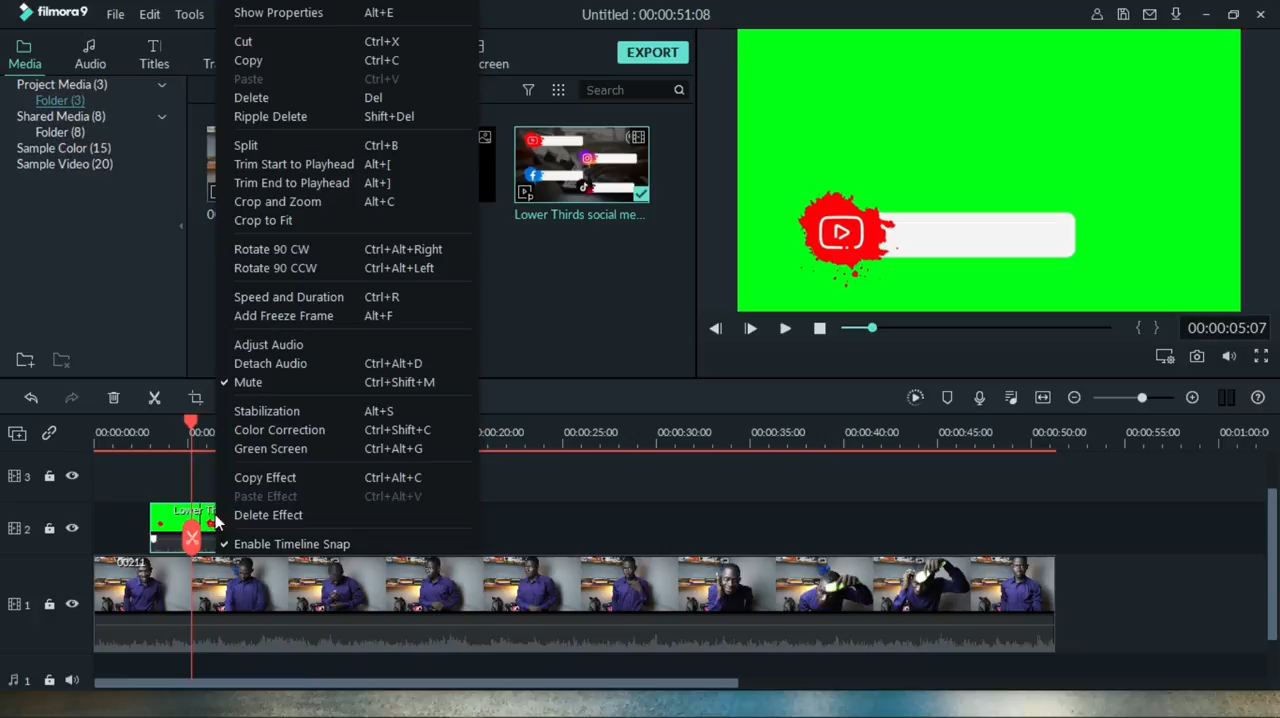 filmora9 File Edit Tools
Untitled : 00:00:51:08
Media Audio Titles Tra
Project Media (3)
Folder (3)
Shared Media (8)
Folder (8)
Sample Color (15)
Sample Video (20)
Show Properties Alt+E
Cut Ctrl+X
Copy Ctrl+C
Paste Ctrl+V
Delete Del
Ripple Delete Shift+Del
Split Ctrl+B
Trim Start to Playhead Alt+[
Trim End to Playhead Alt+]
Crop and Zoom Alt+C
Crop to Fit
Rotate 90 CW Ctrl+Alt+Right
Rotate 90 CCW Ctrl+Alt+Left
Speed and Duration Ctrl+R
Add Freeze Frame Alt+F
Adjust Audio
Detach Audio Ctrl+Alt+D
Mute Ctrl+Shift+M
Stabilization Alt+S
Color Correction Ctrl+Shift+C
Green Screen Ctrl+Alt+G
Copy Effect Ctrl+Alt+C
Paste Effect Ctrl+Alt+V
Delete Effect
Enable Timeline Snap
creen EXPORT
Search
00
Lower Thirds social me...
00:00:05:07
00:00:00:00 00:00 00:00:20:00 00:00:25:00 00:00:30:00 00:00:35:00 00:00:40:00 00:00:45:00 00:00:50:00 00:00:55:00 00:01:00:0
3
2
Lower Th
00211
1
1